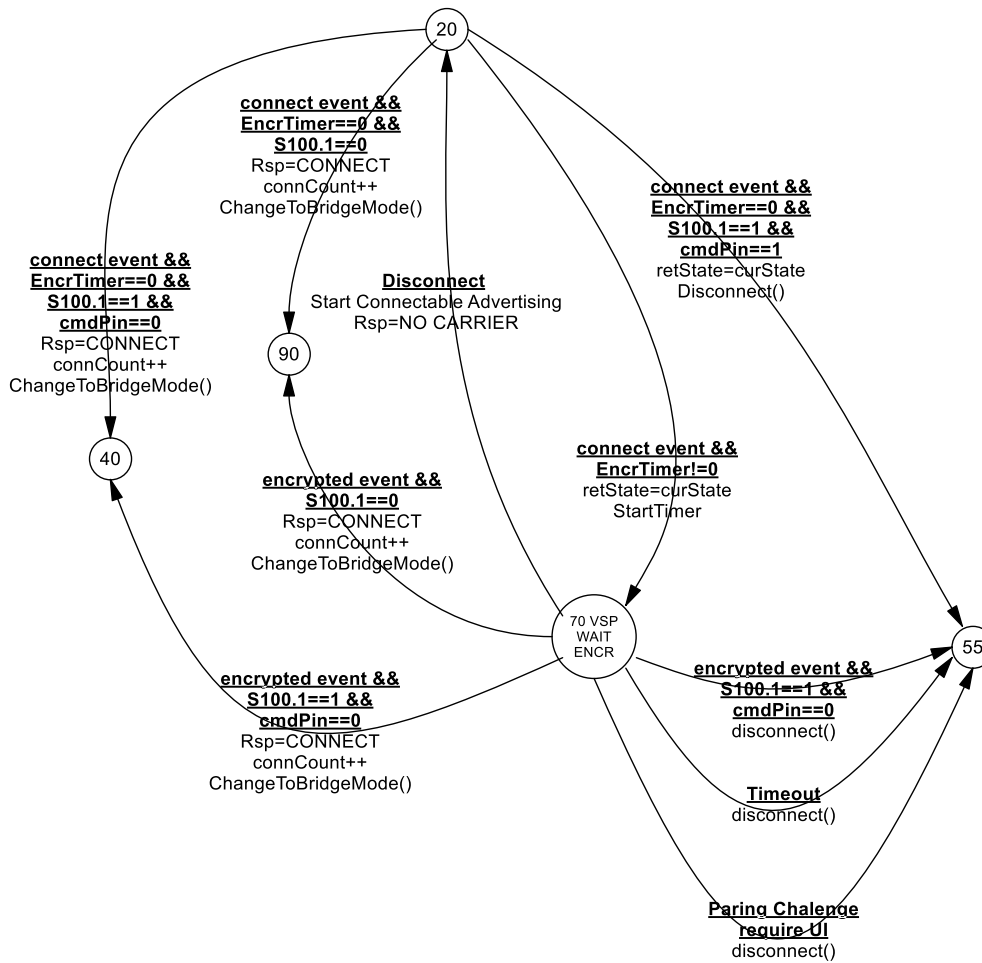 20
connect event &&
EncrTimer==0 &&
S100.1==0
Rsp=CONNECT
connCount++
ChangeToBridgeMode()
connect event &&
EncrTimer==0 &&
S100.1==1 &&
cmdPin==1
retState=curState
Disconnect()
connect event &&
EncrTimer==0 &&
S100.1==1 &&
cmdPin==0
Rsp=CONNECT
connCount++
ChangeToBridgeMode()
Disconnect
Start Connectable Advertising
Rsp=NO CARRIER
90
40
connect event &&
EncrTimer!=0
retState=curState
StartTimer
encrypted event &&
S100.1==0
Rsp=CONNECT
connCount++
ChangeToBridgeMode()
70 VSP
WAIT
ENCR
55
encrypted event &&
S100.1==1 &&
cmdPin==0
Rsp=CONNECT
connCount++
ChangeToBridgeMode()
encrypted event &&
S100.1==1 &&
cmdPin==0
disconnect()
Timeout
disconnect()
Paring Chalenge
require UI
disconnect()